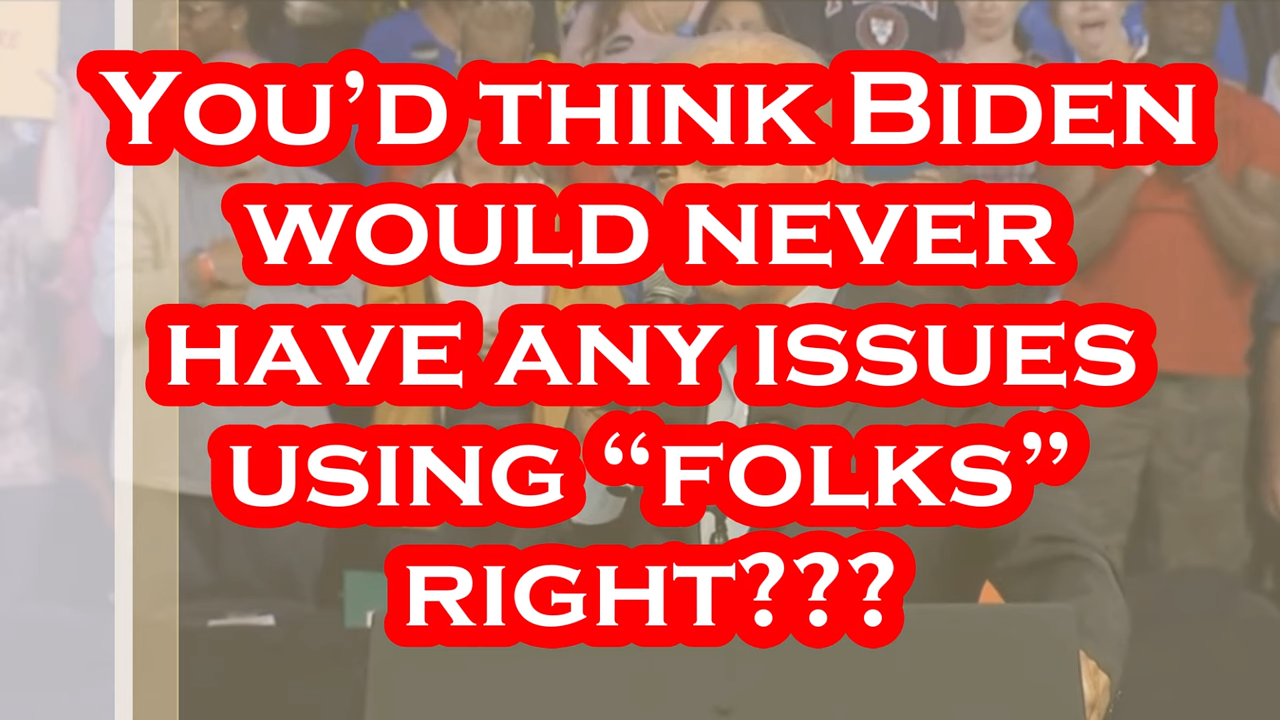 You’d think Biden
would never
have any issues
using “folks”
right???